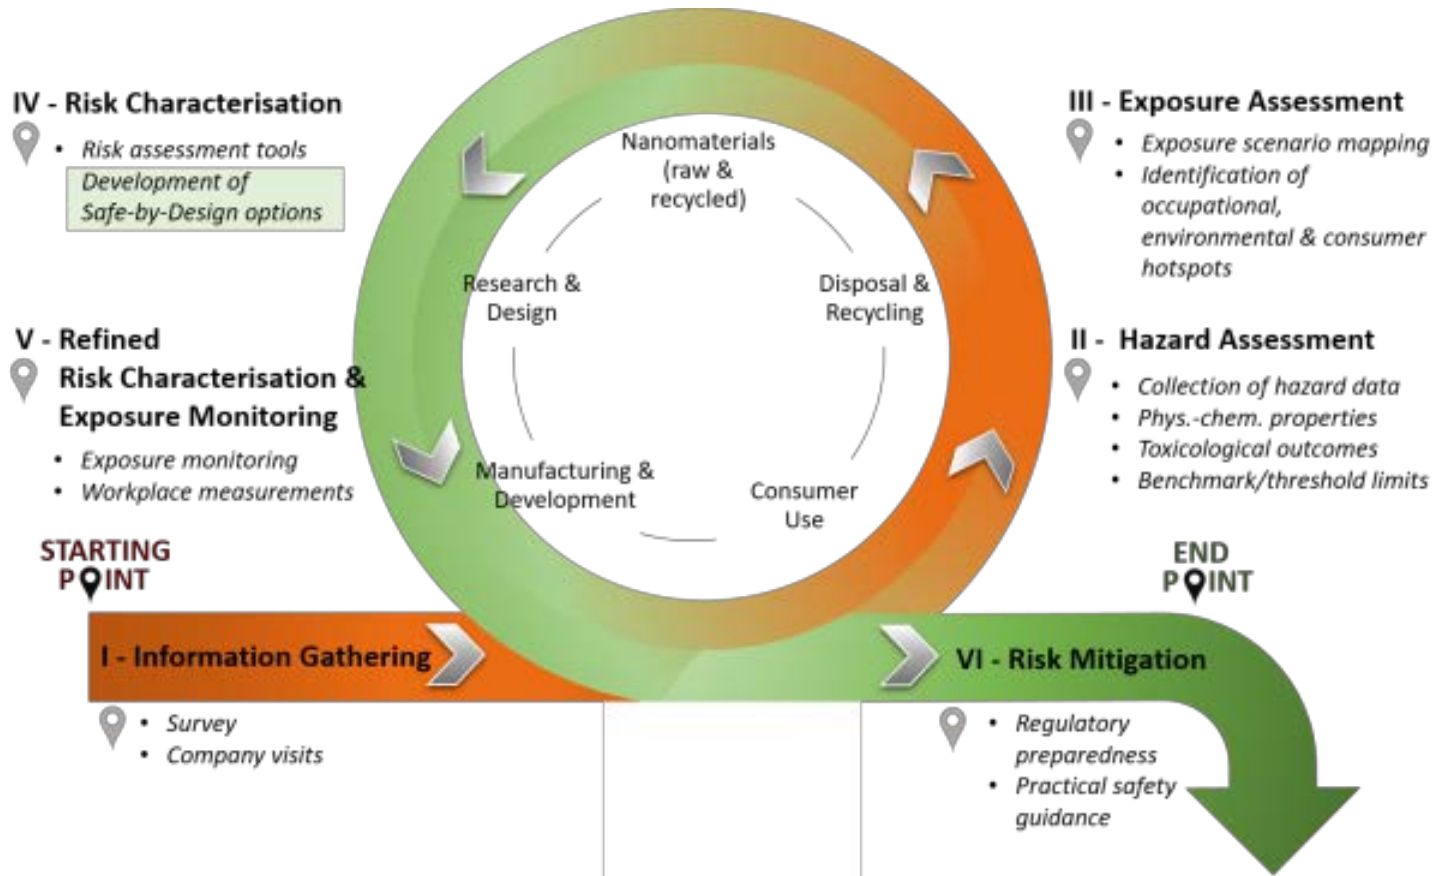 IV - Risk Characterisation
• Risk assessment tools
Development of
Safe-by-Design options
V - Refined
Risk Characterisation &
Exposure Monitoring
• Exposure monitoring
• Workplace measurements
STARTING
POINT
I - Information Gathering
• Survey
• Company visits
Nanomaterials
(raw &
recycled)
Research &
Design
Disposal &
Recycling
Manufacturing &
Development
Consumer
Use
III - Exposure Assessment
• Exposure scenario mapping
• Identification of
occupational,
environmental & consumer
hotspots
II - Hazard Assessment
• Collection of hazard data
• Phys.-chem. properties
• Toxicological outcomes
• Benchmark/threshold limits
END
POINT
VI - Risk Mitigation
• Regulatory
preparedness
• Practical safety
guidance